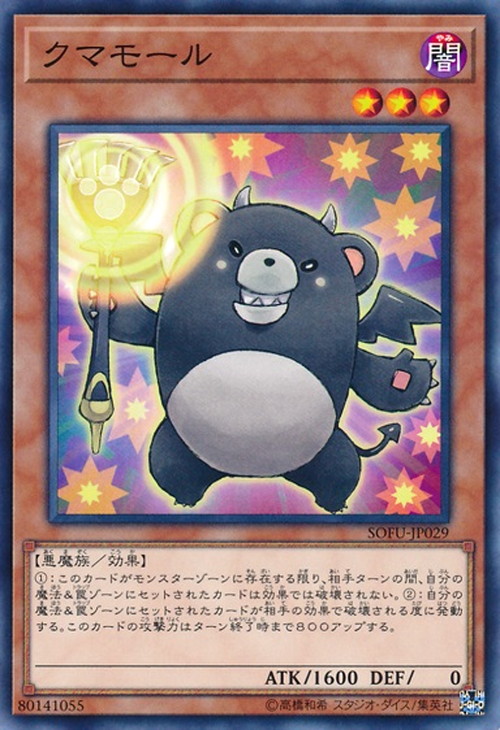 クマモール
やみ
闇
SOFU-JP029
【悪魔族／効果】
①：このカードがモンスターゾーンに存在する限り、相手ターンの間、自分の
魔法＆罠ゾーンにセットされたカードは効果では破壊されない。②：自分の
魔法＆罠ゾーンにセットされたカードが相手の効果で破壊される度に発動
する。このカードの攻撃力はターン終了時まで８００アップする。
ATK/1600 DEF/ 0
80141055
©高橋和希 スタジオ・ダイス/集英社